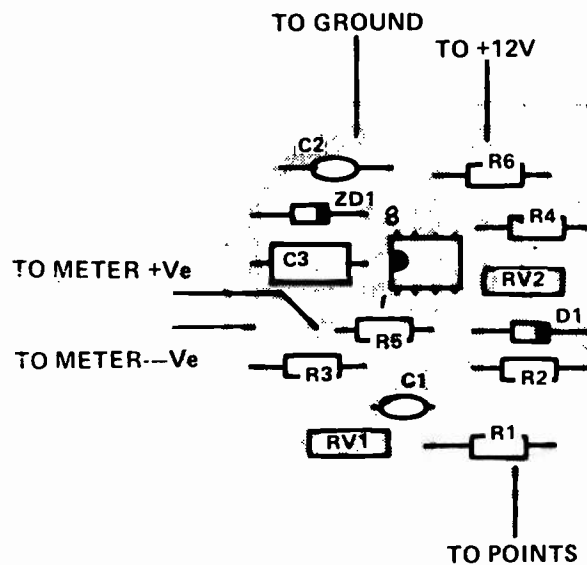 TO GROUND
TO +12V
C2
R6
ZD1
8
R4
C3
RV2
TO METER +Ve
1
D1
R5
TO METER--–Ve
R3
R2
C1
RV1
R1
TO POINTS